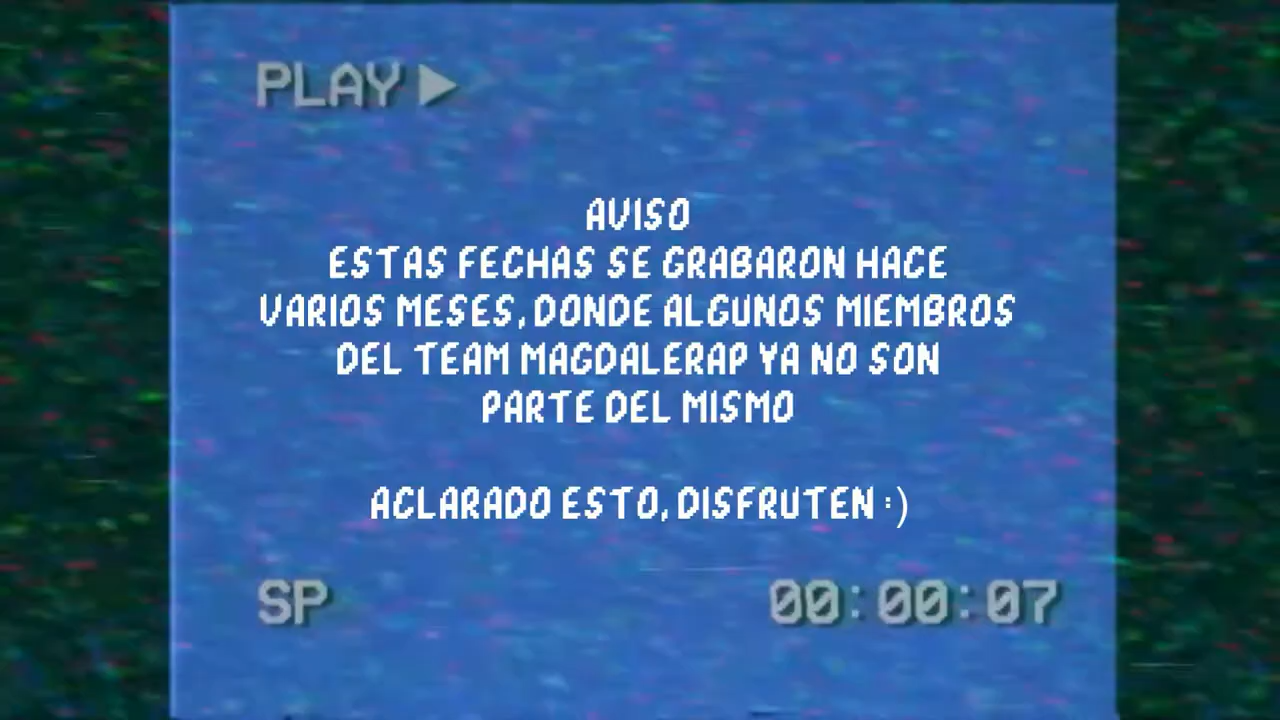 PLAY ▶
AVISO
ESTAS FECHAS SE GRABARON HACE
VARIOS MESES, DONDE ALGUNOS MIEMBROS
DEL TEAM MAGDALERAP YA NO SON
PARTE DEL MISMO
ACLARADO ESTO, DISFRUTEN :)
SP 00:00:07